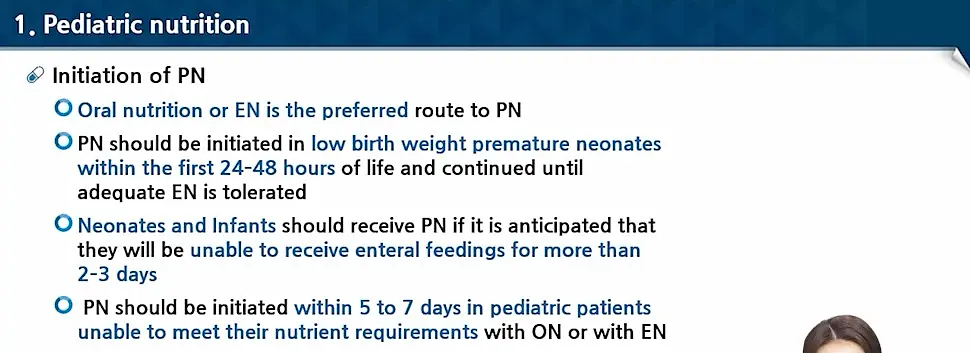 1. Pediatric nutrition
Initiation of PN
Oral nutrition or EN is the preferred route to PN
PN should be initiated in low birth weight premature neonates
within the first 24-48 hours of life and continued until
adequate EN is tolerated
Neonates and Infants should receive PN if it is anticipated that
they will be unable to receive enteral feedings for more than
2-3 days
PN should be initiated within 5 to 7 days in pediatric patients
unable to meet their nutrient requirements with ON or with EN